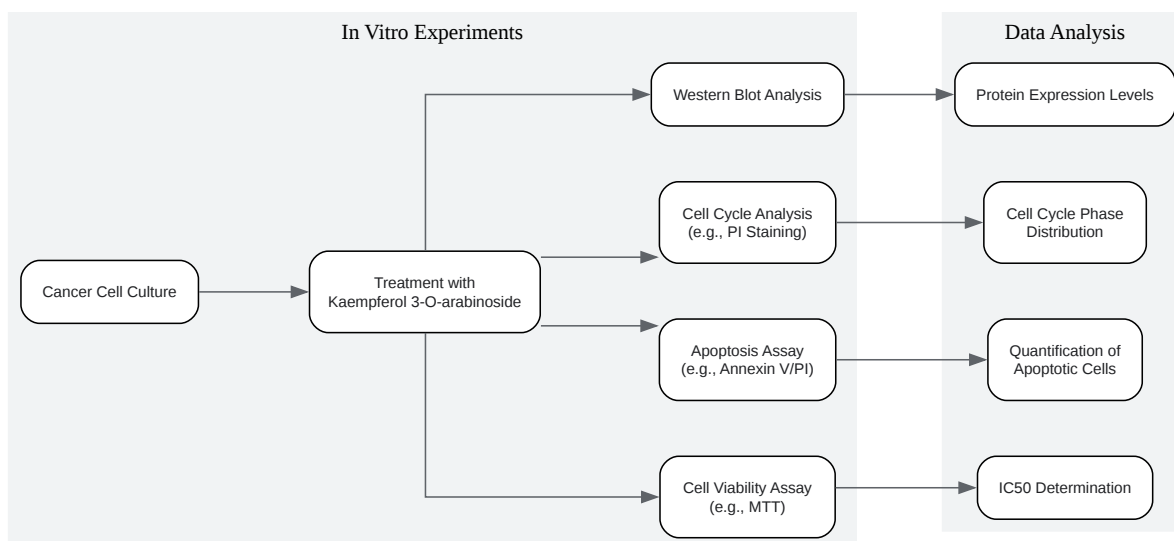 In Vitro Experiments
Data Analysis
Western Blot Analysis
Protein Expression Levels
Cell Cycle Analysis
(e.g., PI Staining)
Cell Cycle Phase
Distribution
Cancer Cell Culture
Treatment with
Kaempferol 3-O-arabinoside
Apoptosis Assay
(e.g., Annexin V/PI)
Quantification of
Apoptotic Cells
Cell Viability Assay
(e.g., MTT)
IC50 Determination